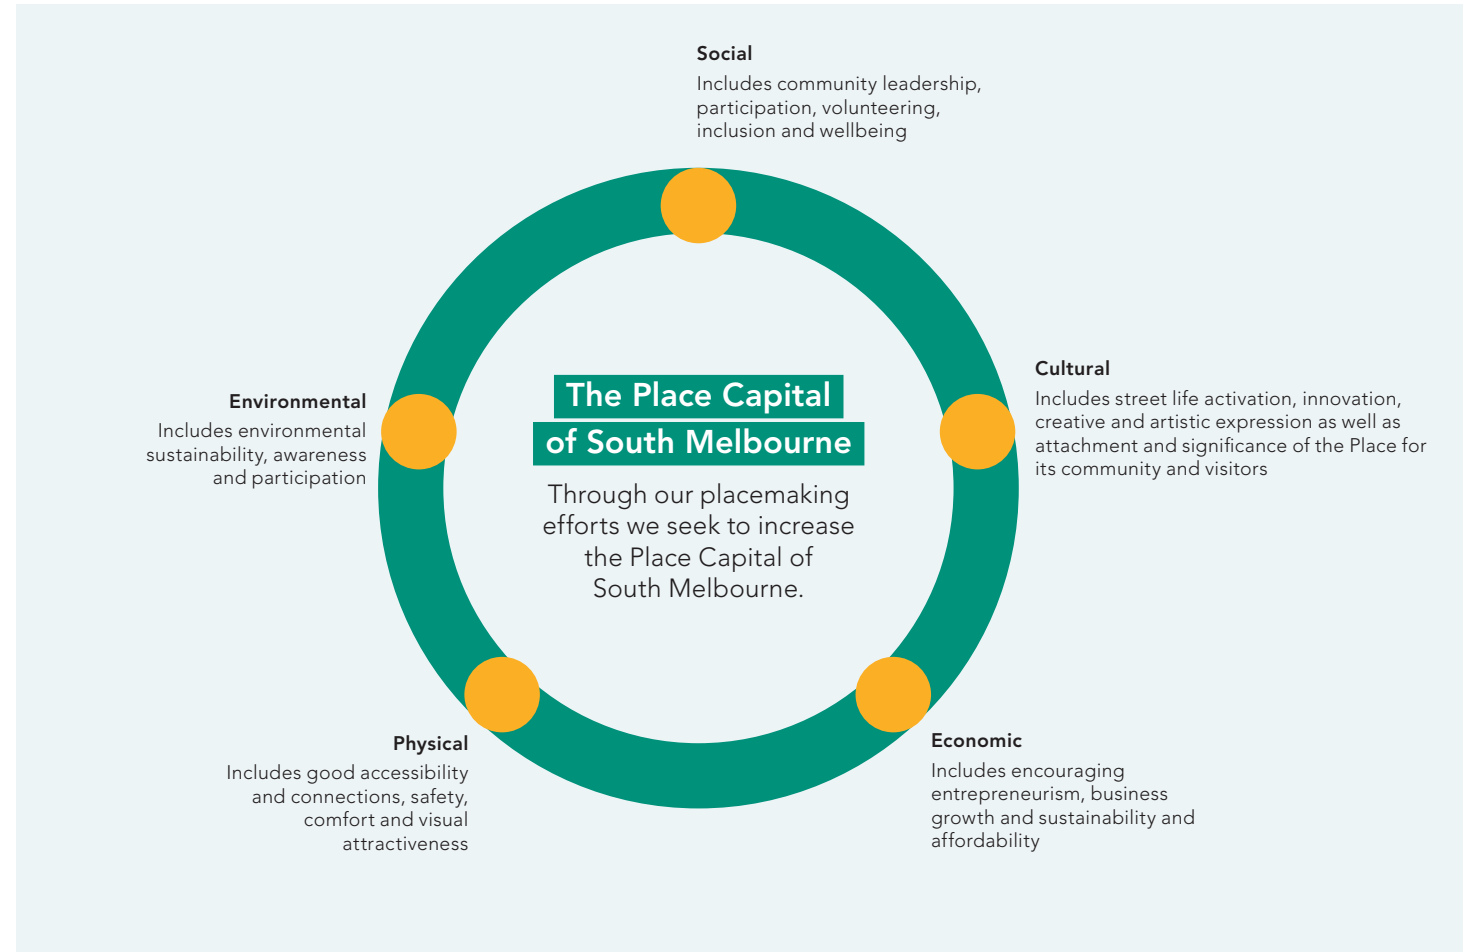 Social
Includes community leadership,
participation, volunteering,
inclusion and wellbeing
Cultural
Includes street life activation, innovation,
creative and artistic expression as well as
attachment and significance of the Place for
its community and visitors
Environmental
Includes environmental
sustainability, awareness
and participation
The Place Capital
of South Melbourne
Through our placemaking
efforts we seek to increase
the Place Capital of
South Melbourne.
Physical
Includes good accessibility
and connections, safety,
comfort and visual
attractiveness
Economic
Includes encouraging
entrepreneurism, business
growth and sustainability and
affordability